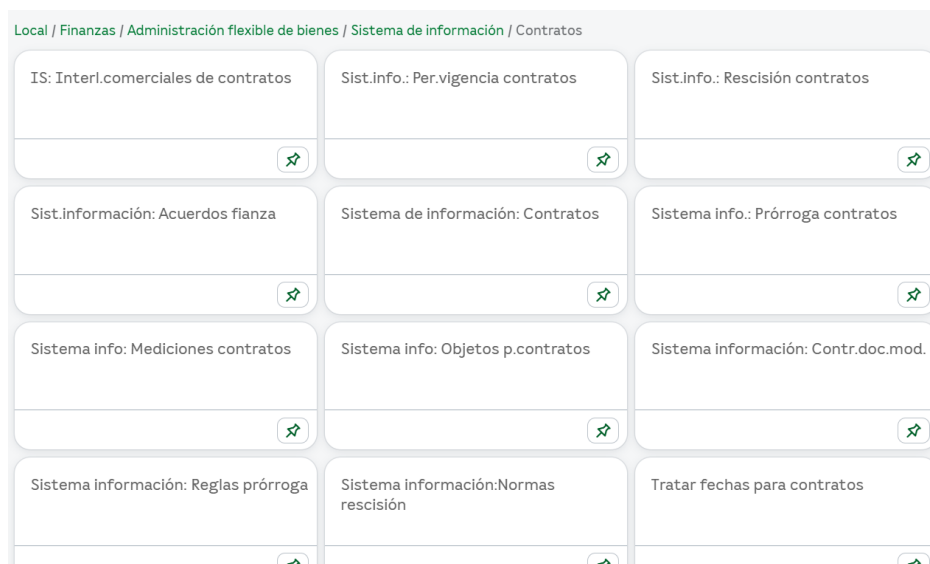 Local / Finanzas / Administración flexible de bienes / Sistema de información / Contratos
IS: Interl.comerciales de contratos
Sist.info.: Per.vigencia contratos
Sist.info.: Rescisión contratos
Sist.información: Acuerdos fianza
Sistema de información: Contratos
Sistema info.: Prórroga contratos
Sistema info: Mediciones contratos
Sistema info: Objetos p.contratos
Sistema información: Contr.doc.mod.
Sistema información: Reglas prórroga
Sistema información:Normas
rescisión
Tratar fechas para contratos